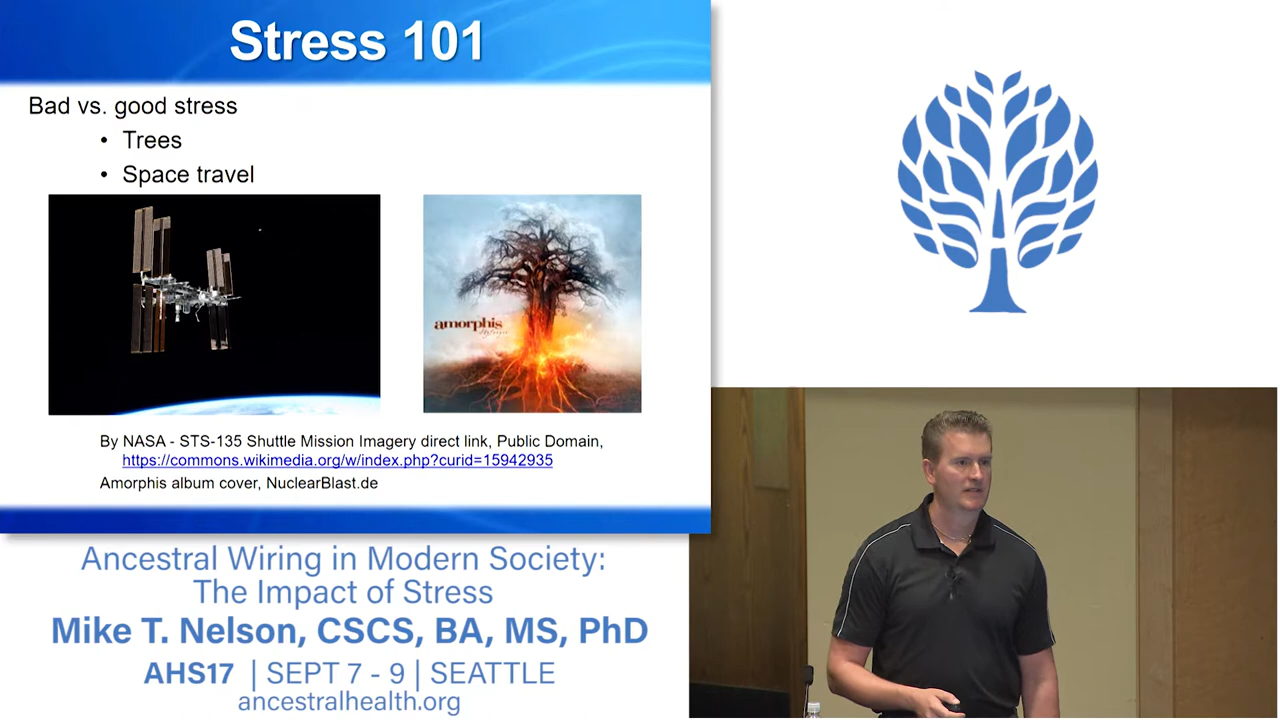 Stress 101
Bad vs. good stress
• Trees
• Space travel
amorphis
By NASA - STS-135 Shuttle Mission Imagery direct link, Public Domain,
https://commons.wikimedia.org/w/index.php?curid=15942935
Amorphis album cover, NuclearBlast.de
Ancestral Wiring in Modern Society:
The Impact of Stress
Mike T. Nelson, CSCS, BA, MS, PhD
AHS17 | SEPT 7 - 9 | SEATTLE
ancestralhealth.org